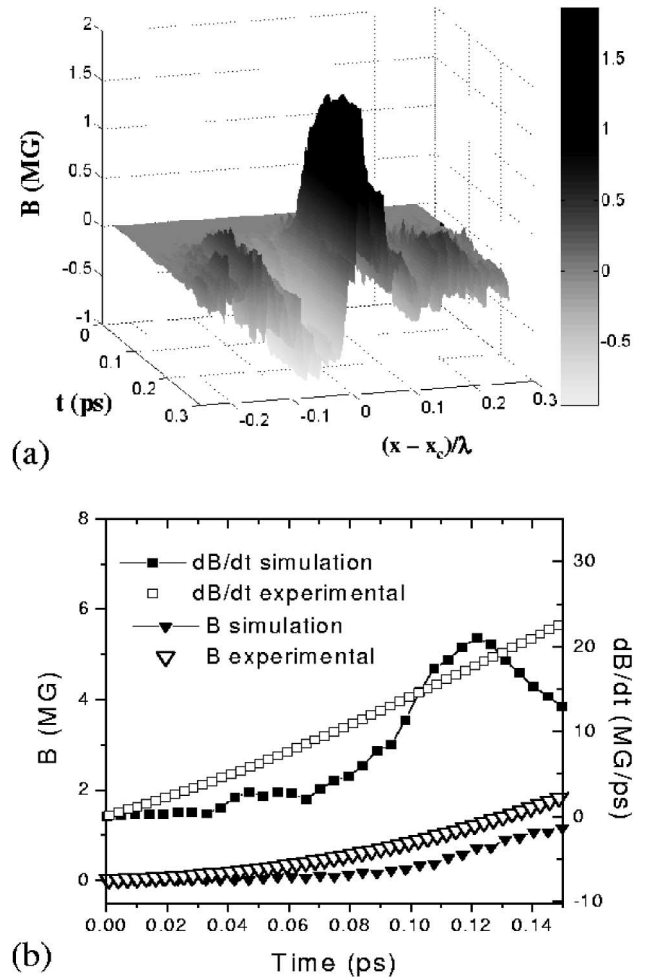 2
1.5
1
0.5
0
-0.5
-1
B (MG)
0
0.1
0.2
0.3
t (ps)
-0.2
-0.1
0
0.1
0.2
0.3
(x – x_c)/λ
1.5
1
0.5
0
-0.5
(a)
8
6
4
2
0
B (MG)
dB/dt simulation
dB/dt experimental
B simulation
B experimental
30
20
10
0
-10
dB/dt (MG/ps)
0.00 0.02 0.04 0.06 0.08 0.10 0.12 0.14
Time (ps)
(b)